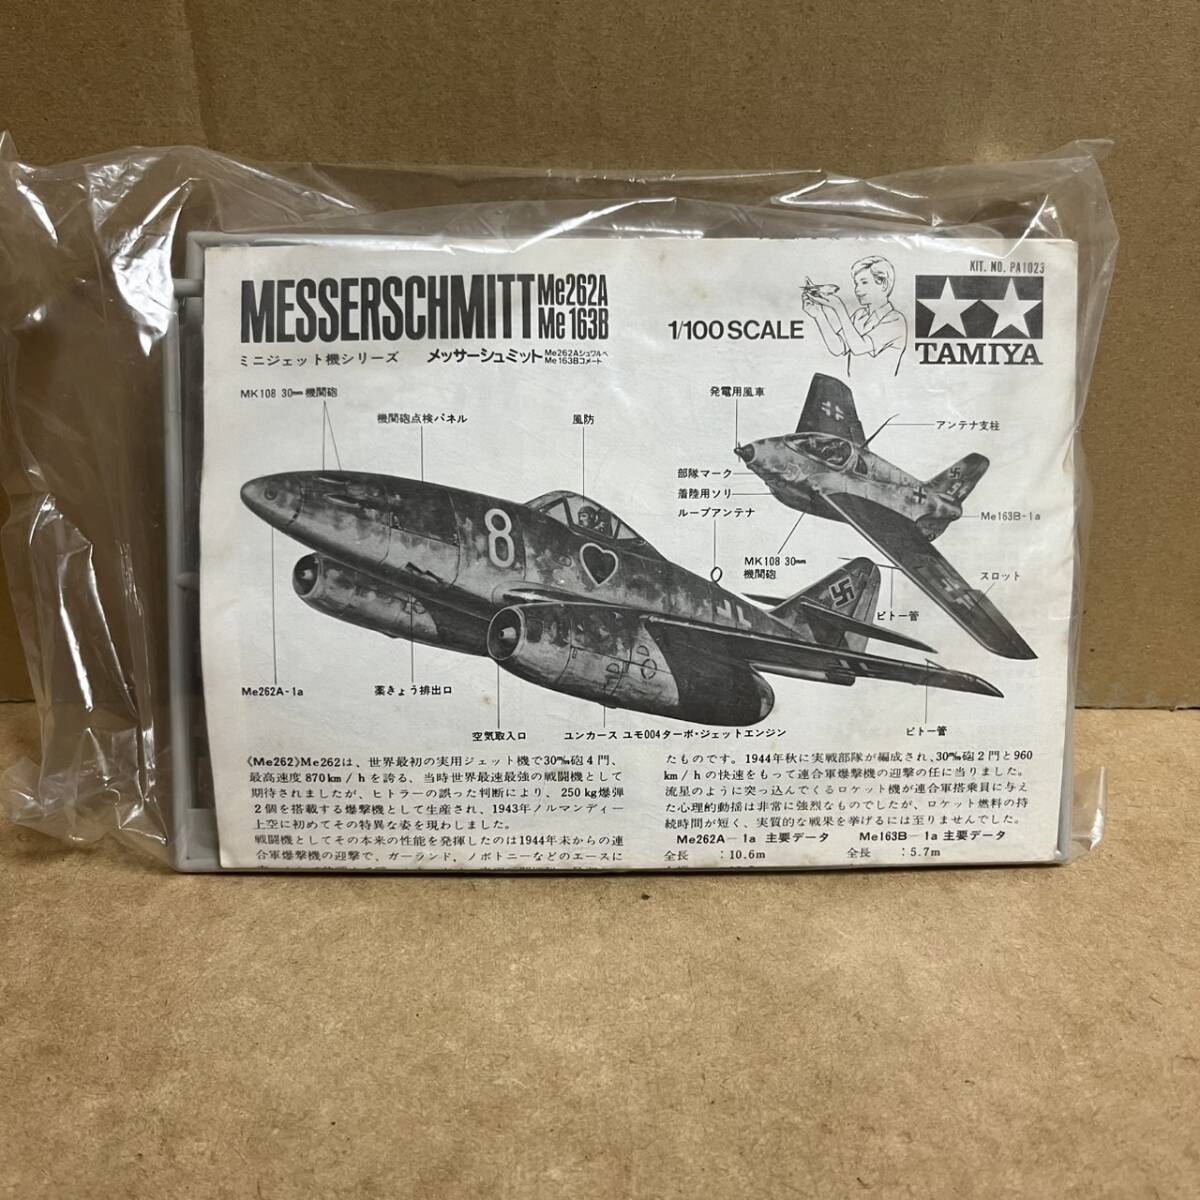 KIT. NO. PA1023
MESSERSCHMITT Me262A
Me163B
1/100 SCALE
TAMIYA
ミニジェット機シリーズ メッサーシュミット Me262Aシュワルベ
Me163Bコメート
MK108 30mm機関砲
機関砲点検パネル
風防
発電用風車
アンテナ支柱
部隊マーク
着陸用ソリ
ループアンテナ
Me163B-1a
MK108 30mm
機関砲
スロット
ピトー管
8
Me262A-1a
薬きょう排出口
空気取入口
ユンカース ユモ004ターボ・ジェットエンジン
ピトー管
《Me262》Me262は、世界最初の実用ジェット機で30㎜砲4門、
最高速度870km/hを誇る、当時世界最速最強の戦闘機として
期待されましたが、ヒトラーの誤った判断により、250kg爆弾
2個を搭載する爆撃機として生産され、1943年ノルマンディー
上空に初めてその特異な姿を現わしました。
戦闘機としてその本来の性能を発揮したのは1944年末からの連
合軍爆撃機の迎撃で、ガーランド、ノボトニーなどのエースに
たものです。1944年秋に実戦部隊が編成され、30㎜砲2門と960
km/hの快速をもって連合軍爆撃機の迎撃の任に当りました。
流星のように突っ込んでくるロケット機が連合軍搭乗員に与え
た心理的動揺は非常に強烈なものでしたが、ロケット燃料の持
続時間が短く、実質的な戦果を挙げるには至りませんでした。
Me262A-1a 主要データ Me163B-1a 主要データ
全長 :10.6m 全長 :5.7m